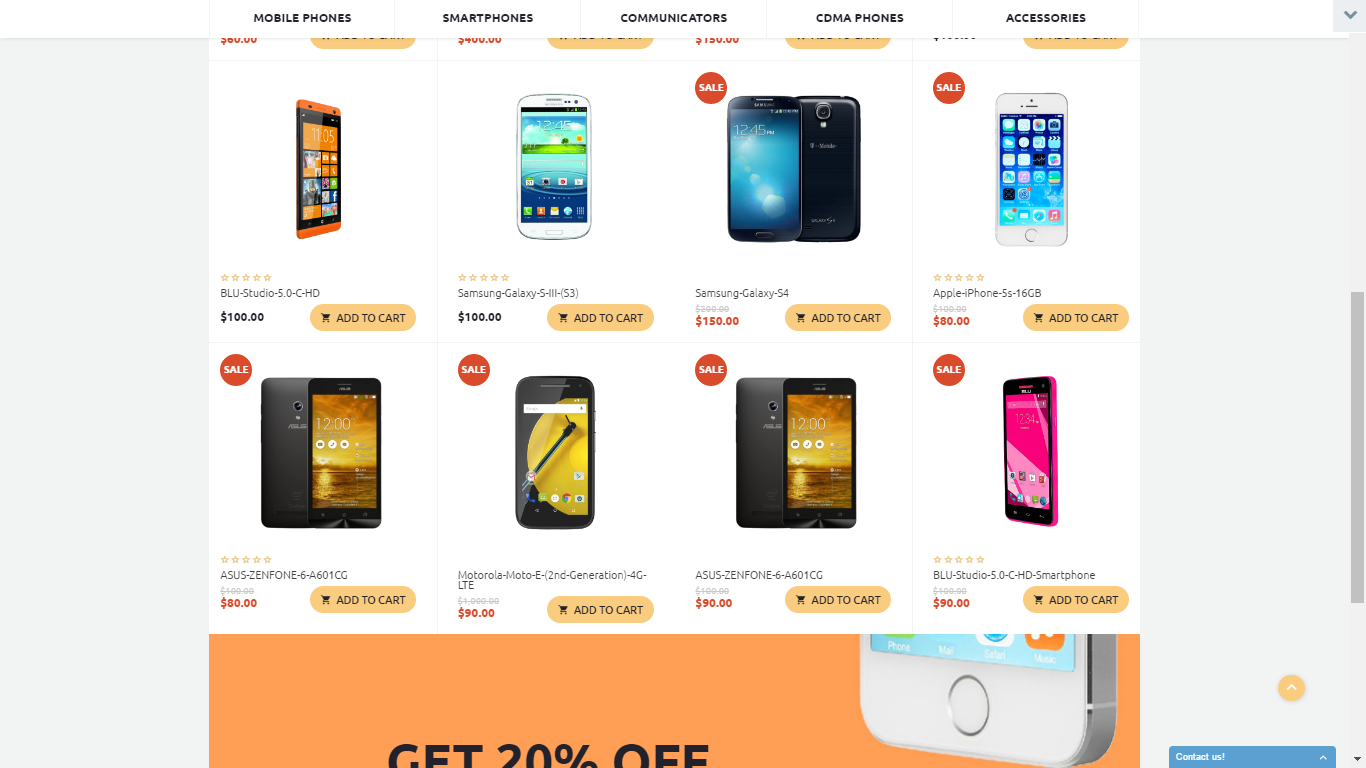 MOBILE PHONES
SMARTPHONES
COMMUNICATORS
CDMA PHONES
ACCESSORIES
$60.00
ADD TO CART
$400.00
ADD TO CART
$150.00
ADD TO CART
ADD TO CART
BLU-Studio-5.0-C-HD
$100.00
ADD TO CART
Samsung-Galaxy-S-III-(S3)
$100.00
ADD TO CART
SALE
Samsung-Galaxy-S4
$200.00
$150.00
ADD TO CART
SALE
Apple-iPhone-5s-16GB
$100.00
$80.00
ADD TO CART
SALE
ASUS-ZENFONE-6-A601CG
$100.00
$80.00
ADD TO CART
SALE
Motorola-Moto-E-(2nd-Generation)-4G-
LTE
$1,000.00
$90.00
ADD TO CART
SALE
ASUS-ZENFONE-6-A601CG
$100.00
$90.00
ADD TO CART
SALE
BLU-Studio-5.0-C-HD-Smartphone
$100.00
$90.00
ADD TO CART
Phone Mail Safari Music
GET 20% OFF
Contact us!